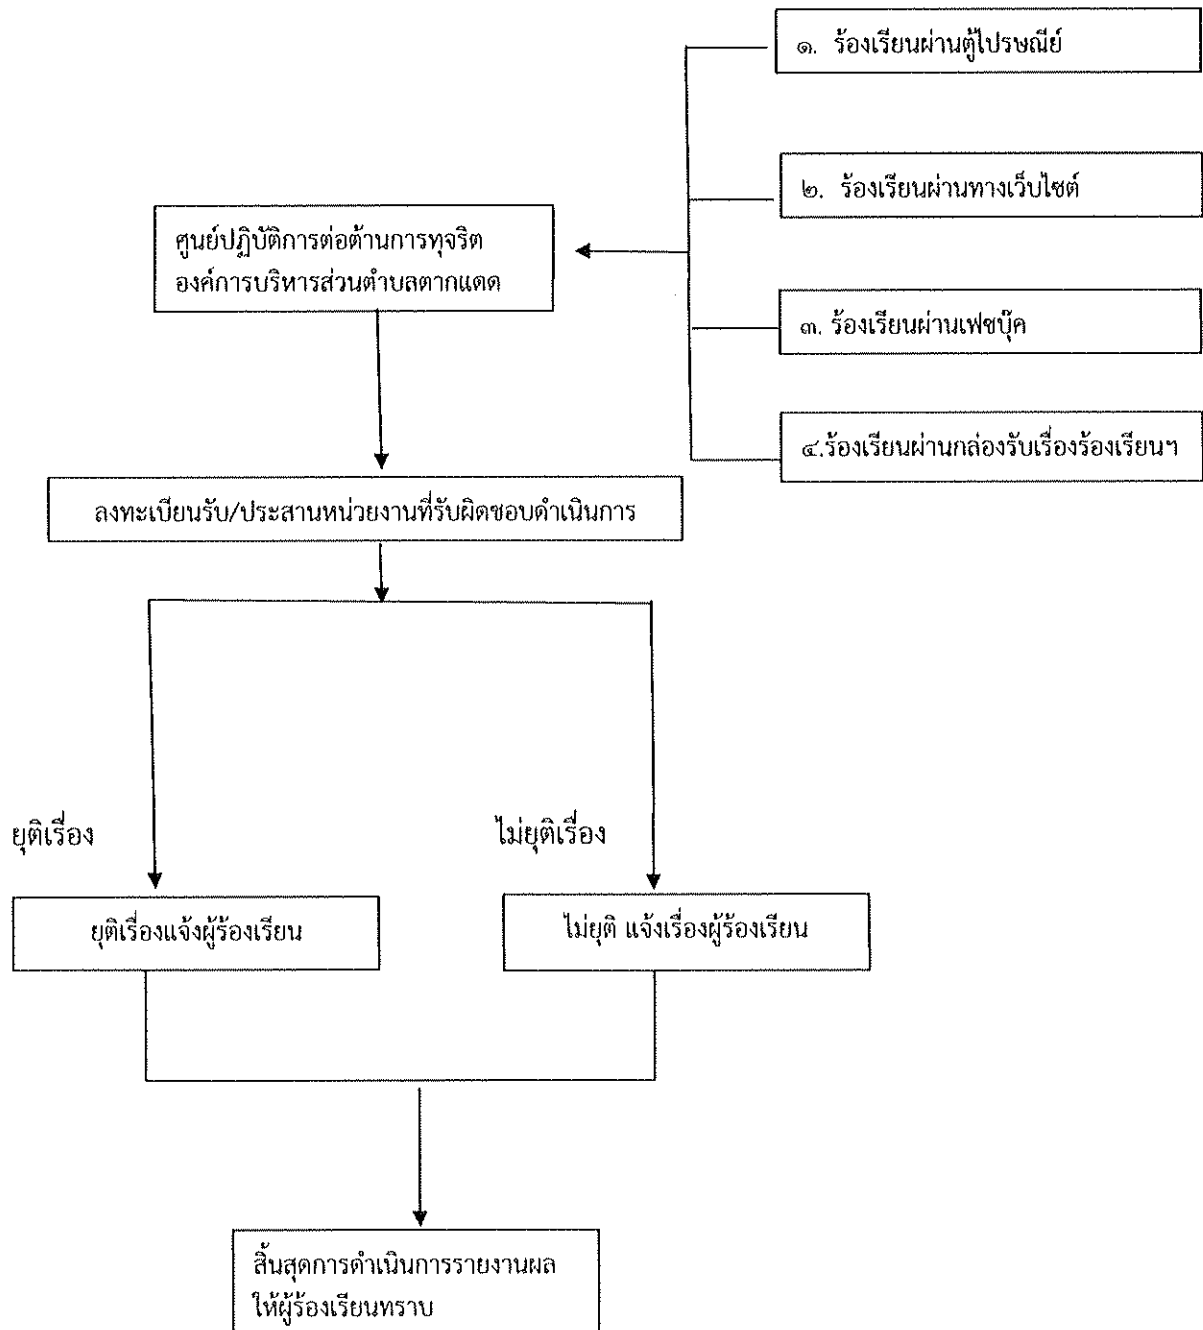 ๑. ร้องเรียนผ่านตู้ไปรษณีย์
๒. ร้องเรียนผ่านทางเว็บไซต์
ศูนย์ปฏิบัติการต่อต้านการทุจริต
องค์การบริหารส่วนตำบลตากแดด
๓. ร้องเรียนผ่านเฟชบุ๊ค
๔.ร้องเรียนผ่านกล่องรับเรื่องร้องเรียนฯ
ลงทะเบียนรับ/ประสานหน่วยงานที่รับผิดชอบดำเนินการ
ยุติเรื่อง
ไม่ยุติเรื่อง
ยุติเรื่องแจ้งผู้ร้องเรียน
ไม่ยุติ แจ้งเรื่องผู้ร้องเรียน
สิ้นสุดการดำเนินการรายงานผล
ให้ผู้ร้องเรียนทราบ